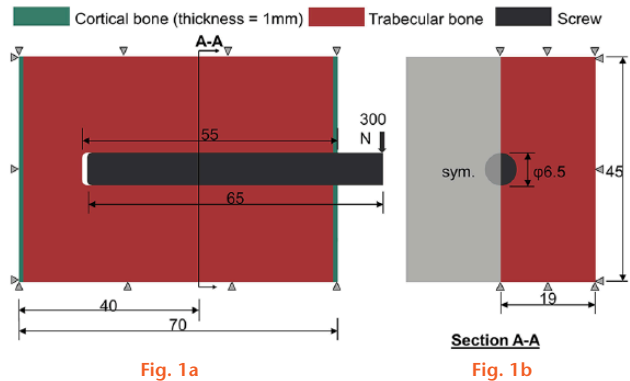 Cortical bone (thickness = 1mm) Trabecular bone Screw
A-A
300
N
55
65
40
70
sym.
φ6.5
45
19
Section A-A
Fig. 1a
Fig. 1b